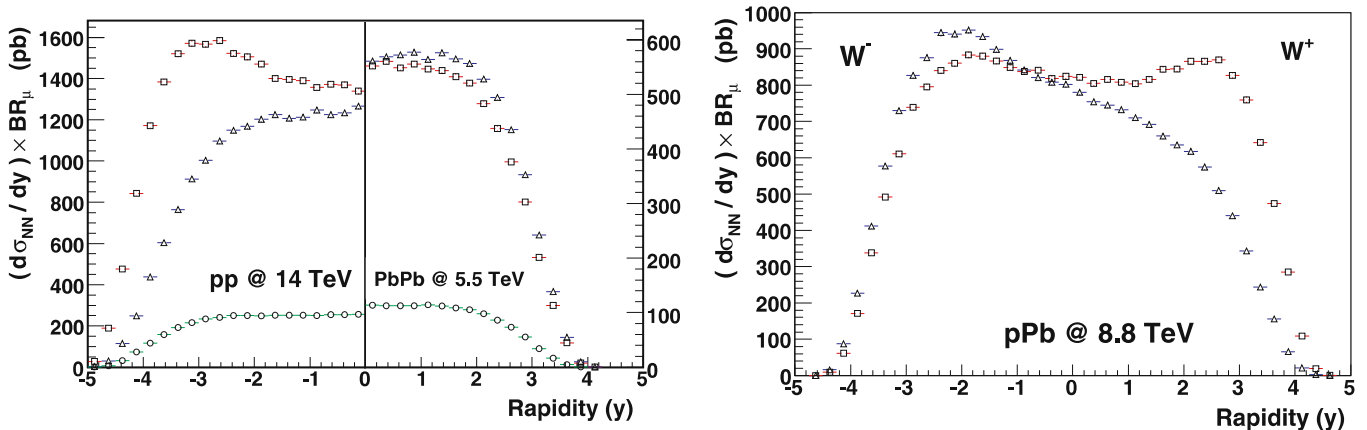 (dσ_NN / dy) × BR_μ (pb)
1600
1400
1200
1000
800
600
400
200
0
600
500
400
300
200
100
0
pp @ 14 TeV
PbPb @ 5.5 TeV
-5 -4 -3 -2 -1 0 1 2 3 4 5
Rapidity (y)
(dσ_NN / dy) × BR_μ (pb)
1000
900
800
700
600
500
400
300
200
100
0
W⁻
W⁺
pPb @ 8.8 TeV
-5 -4 -3 -2 -1 0 1 2 3 4 5
Rapidity (y)